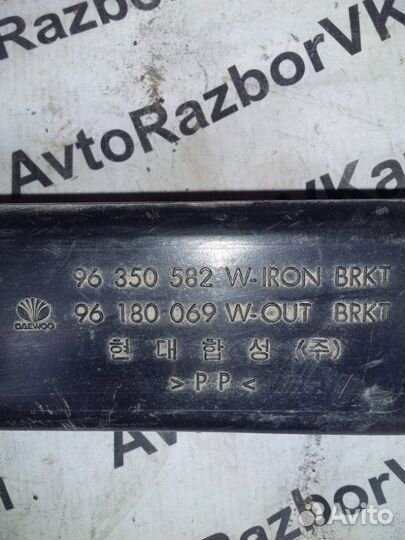 AvtoRazborVK
AvtoRazborVKa
96 350 582 W-IRON BRKT
96 180 069 W-OUT BRKT
DAEWOO
현대합성 (주)
>PP<
AvtoRazborVK
Avito